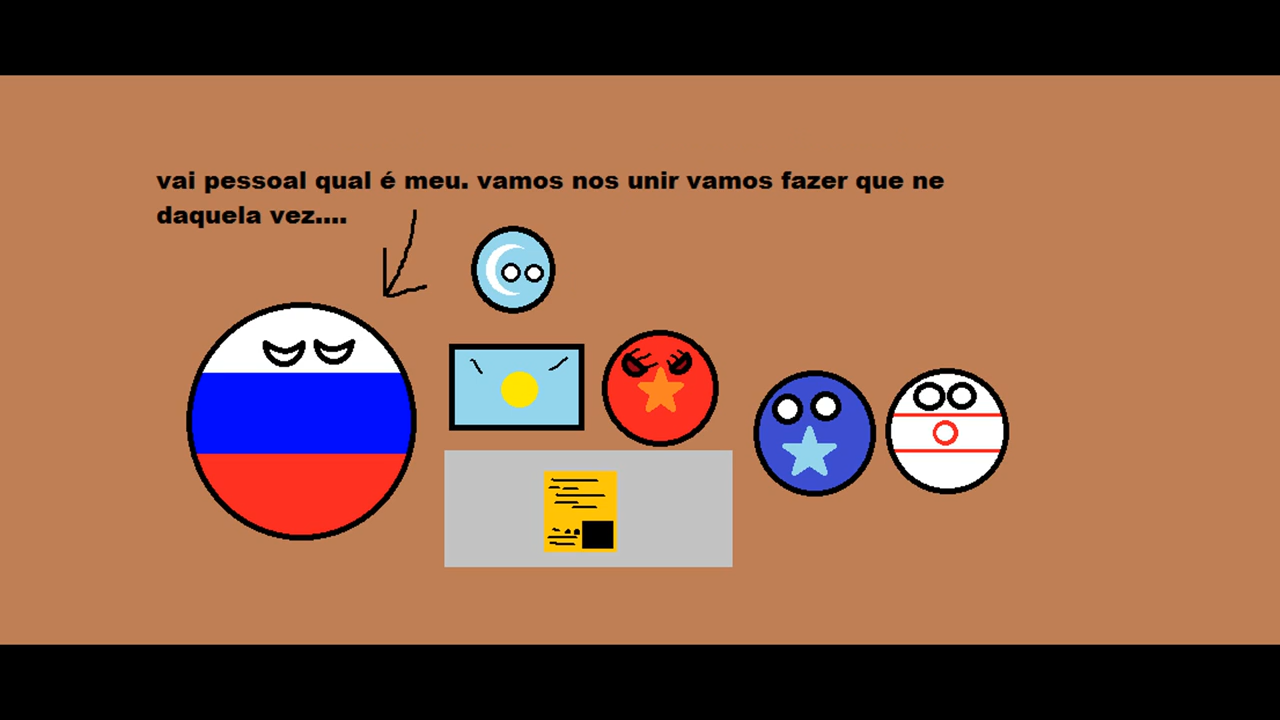 vai pessoal qual é meu. vamos nos unir vamos fazer que ne
daquela vez....